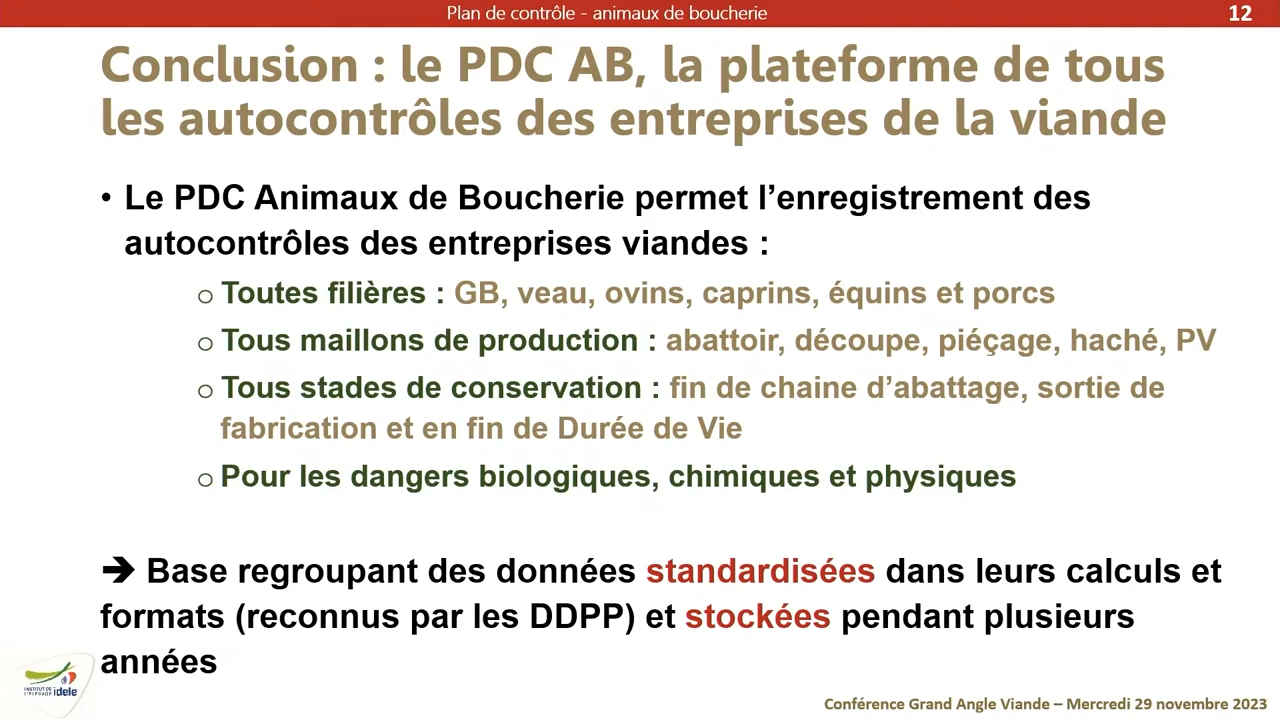 Plan de contrôle - animaux de boucherie
12
Conclusion : le PDC AB, la plateforme de tous
les autocontrôles des entreprises de la viande
• Le PDC Animaux de Boucherie permet l’enregistrement des
autocontrôles des entreprises viandes :
o Toutes filières : GB, veau, ovins, caprins, équins et porcs
o Tous maillons de production : abattoir, découpe, piéçage, haché, PV
o Tous stades de conservation : fin de chaine d’abattage, sortie de
fabrication et en fin de Durée de Vie
o Pour les dangers biologiques, chimiques et physiques
➔ Base regroupant des données standardisées dans leurs calculs et
formats (reconnus par les DDPP) et stockées pendant plusieurs
années
INSTITUT DE
L'ÉLEVAGE idele
Conférence Grand Angle Viande – Mercredi 29 novembre 2023